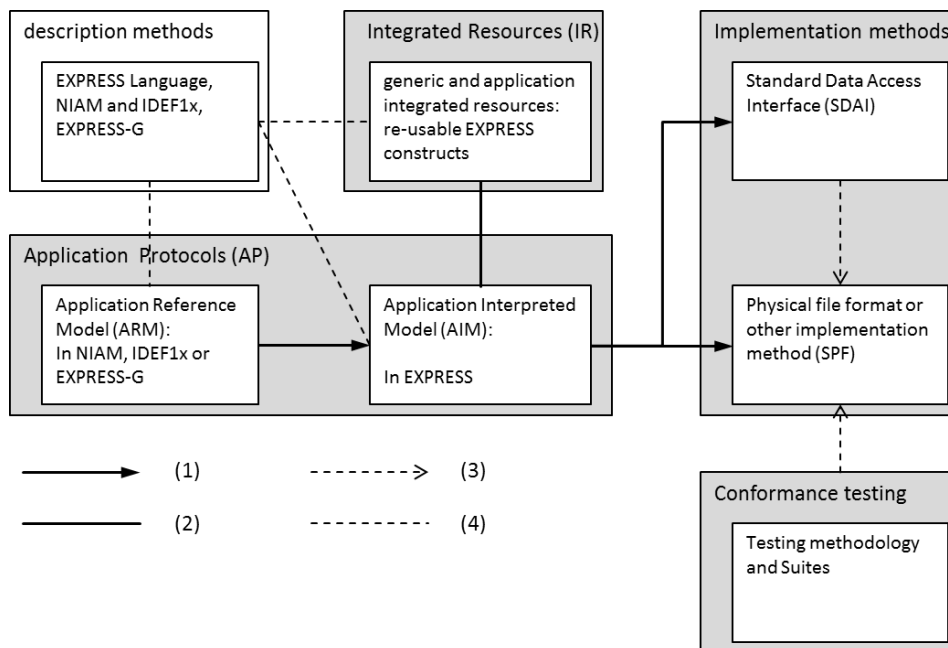 description methods
EXPRESS Language,
NIAM and IDEF1x,
EXPRESS-G
Integrated Resources (IR)
generic and application
integrated resources:
re-usable EXPRESS
constructs
Implementation methods
Standard Data Access
Interface (SDAI)
Application Protocols (AP)
Application Reference
Model (ARM):
In NIAM, IDEF1x or
EXPRESS-G
Application Interpreted
Model (AIM):
In EXPRESS
Physical file format or
other implementation
method (SPF)
(1)
(3)
(2)
(4)
Conformance testing
Testing methodology
and Suites